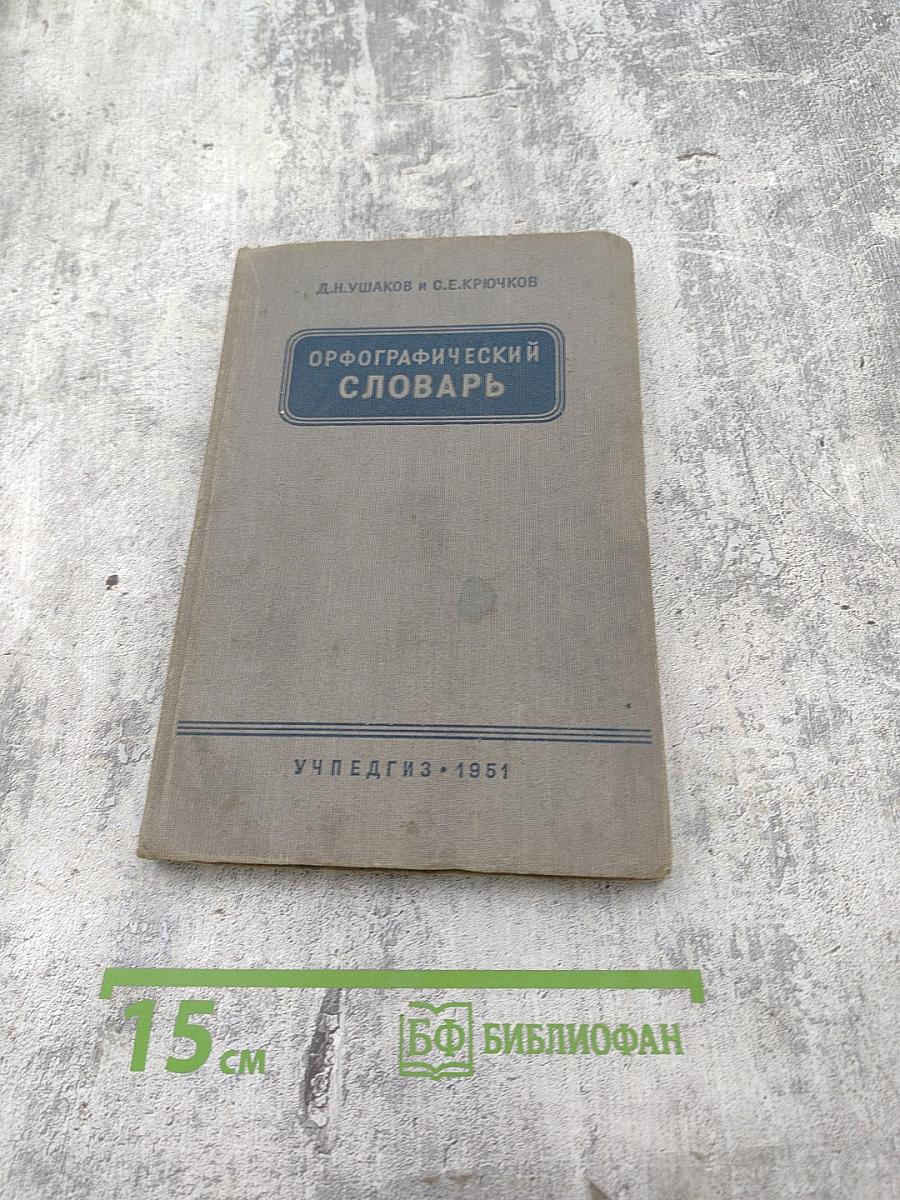 Д.Н.УШАКОВ и С.Е.КРЮЧКОВ
ОРФОГРАФИЧЕСКИЙ
СЛОВАРЬ
УЧПЕДГИЗ • 1951
15 см
БФ БИБЛИОФАН